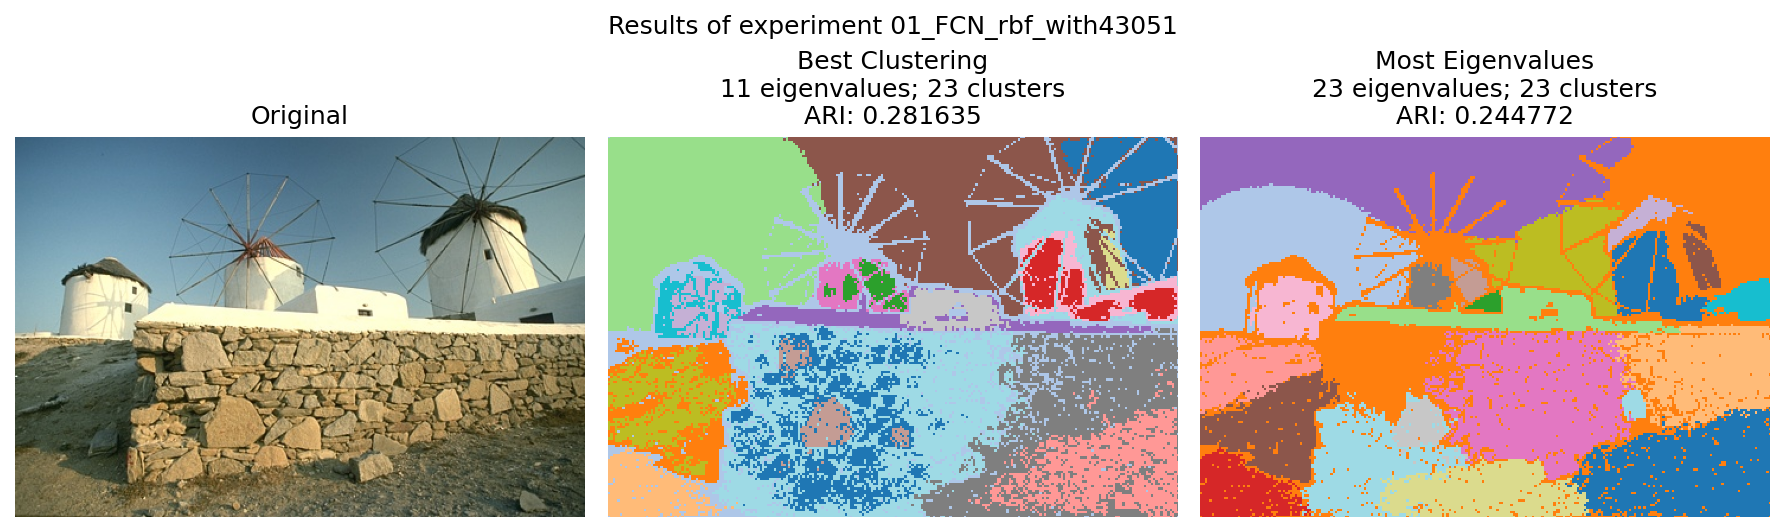 Results of experiment 01_FCN_rbf_with43051
Original
Best Clustering
11 eigenvalues; 23 clusters
ARI: 0.281635
Most Eigenvalues
23 eigenvalues; 23 clusters
ARI: 0.244772